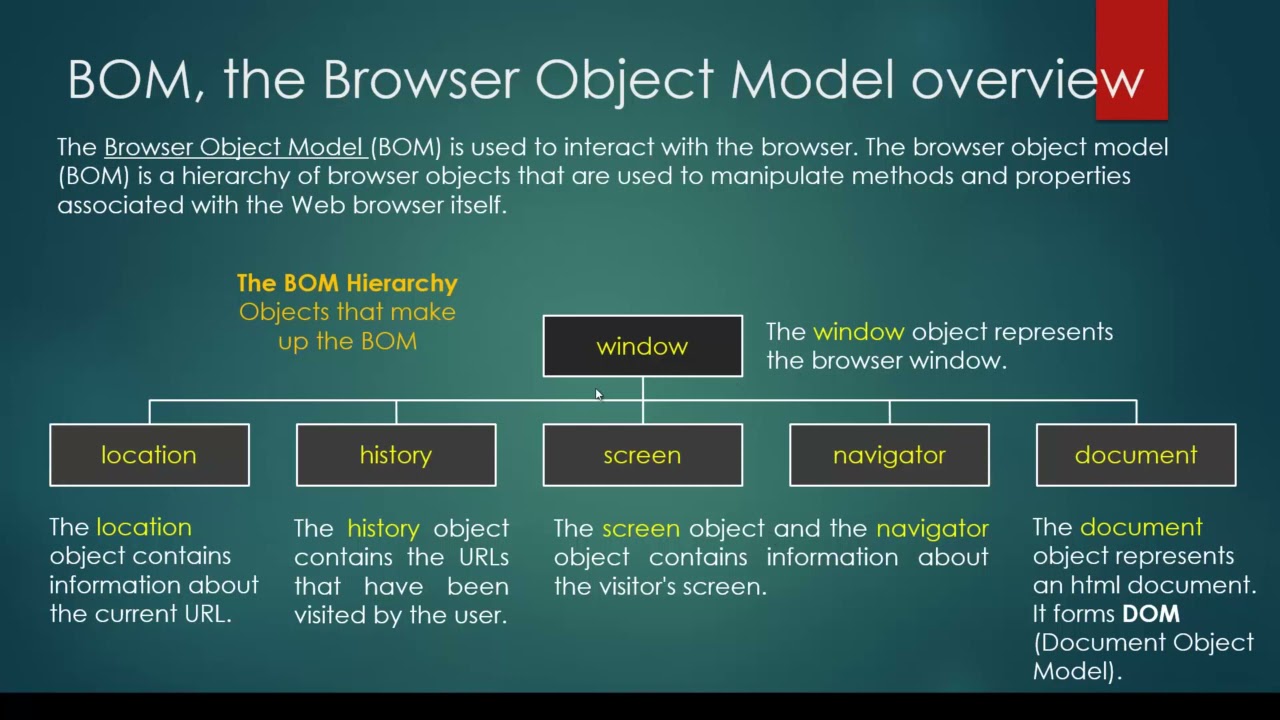 BOM, the Browser Object Model overview
The Browser Object Model (BOM) is used to interact with the browser. The browser object model
(BOM) is a hierarchy of browser objects that are used to manipulate methods and properties
associated with the Web browser itself.
The BOM Hierarchy
Objects that make
up the BOM
window
The window object represents
the browser window.
location
history
screen
navigator
document
The location
object contains
information about
the current URL.
The history object
contains the URLs
that have been
visited by the user.
The screen object and the navigator
object contains information about
the visitor's screen.
The document
object represents
an html document.
It forms DOM
(Document Object
Model).